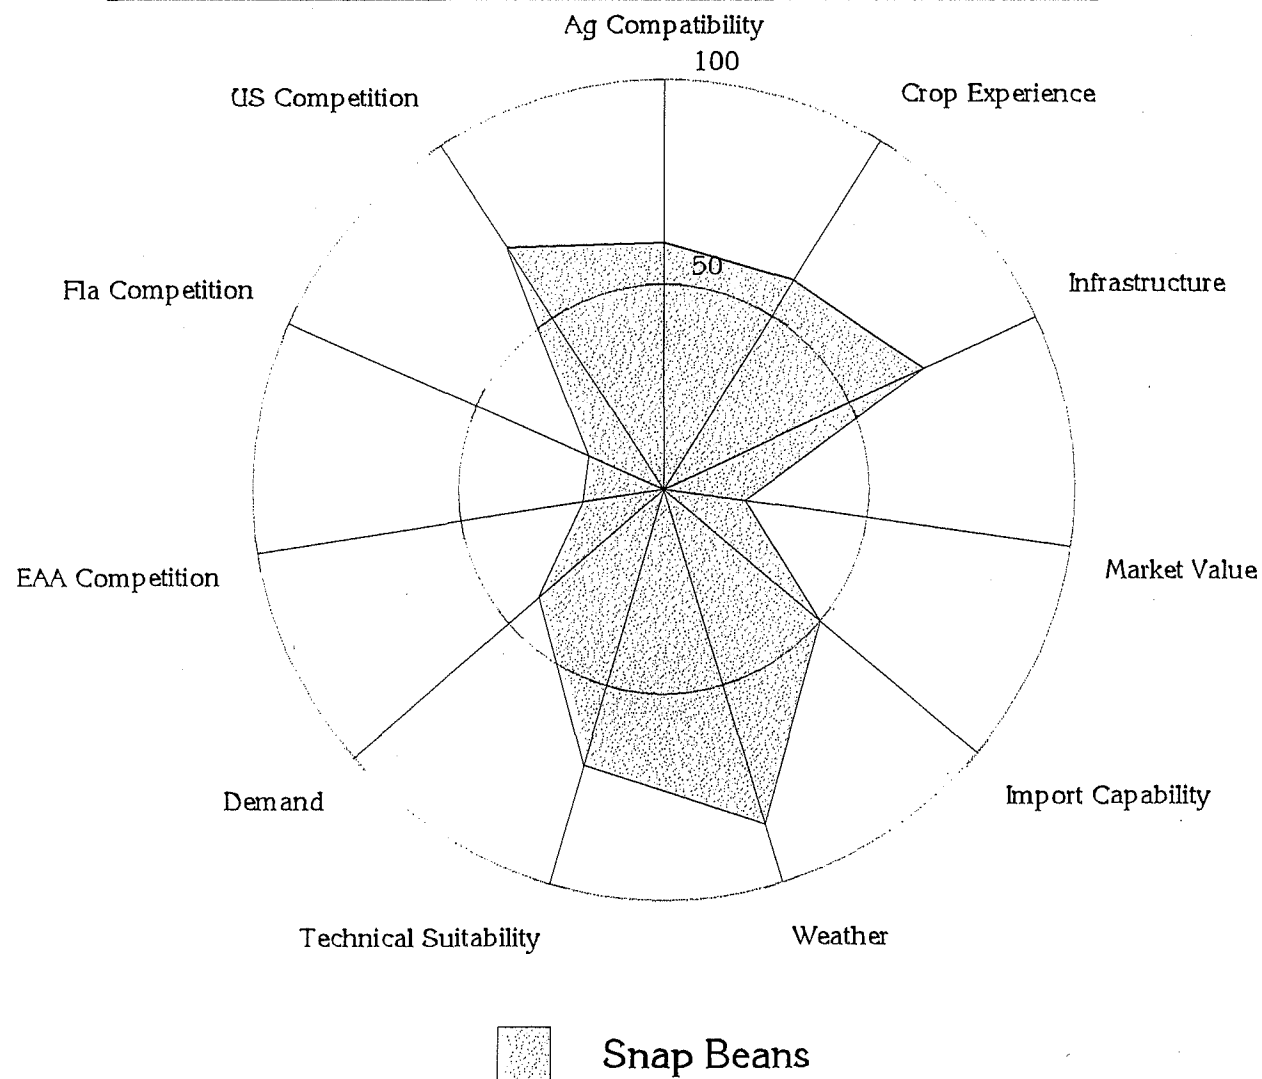 Ag Compatibility
100
US Competition
Crop Experience
50
Infrastructure
Fla Competition
EAA Competition
Market Value
Demand
Import Capability
Technical Suitability
Weather
Snap Beans